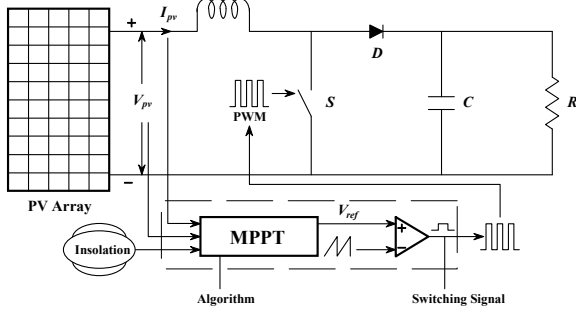 +
I_pv
D
V_pv
PWM
S
C
R
−
PV Array
V_ref
Insolation
MPPT
+
−
Algorithm
Switching Signal